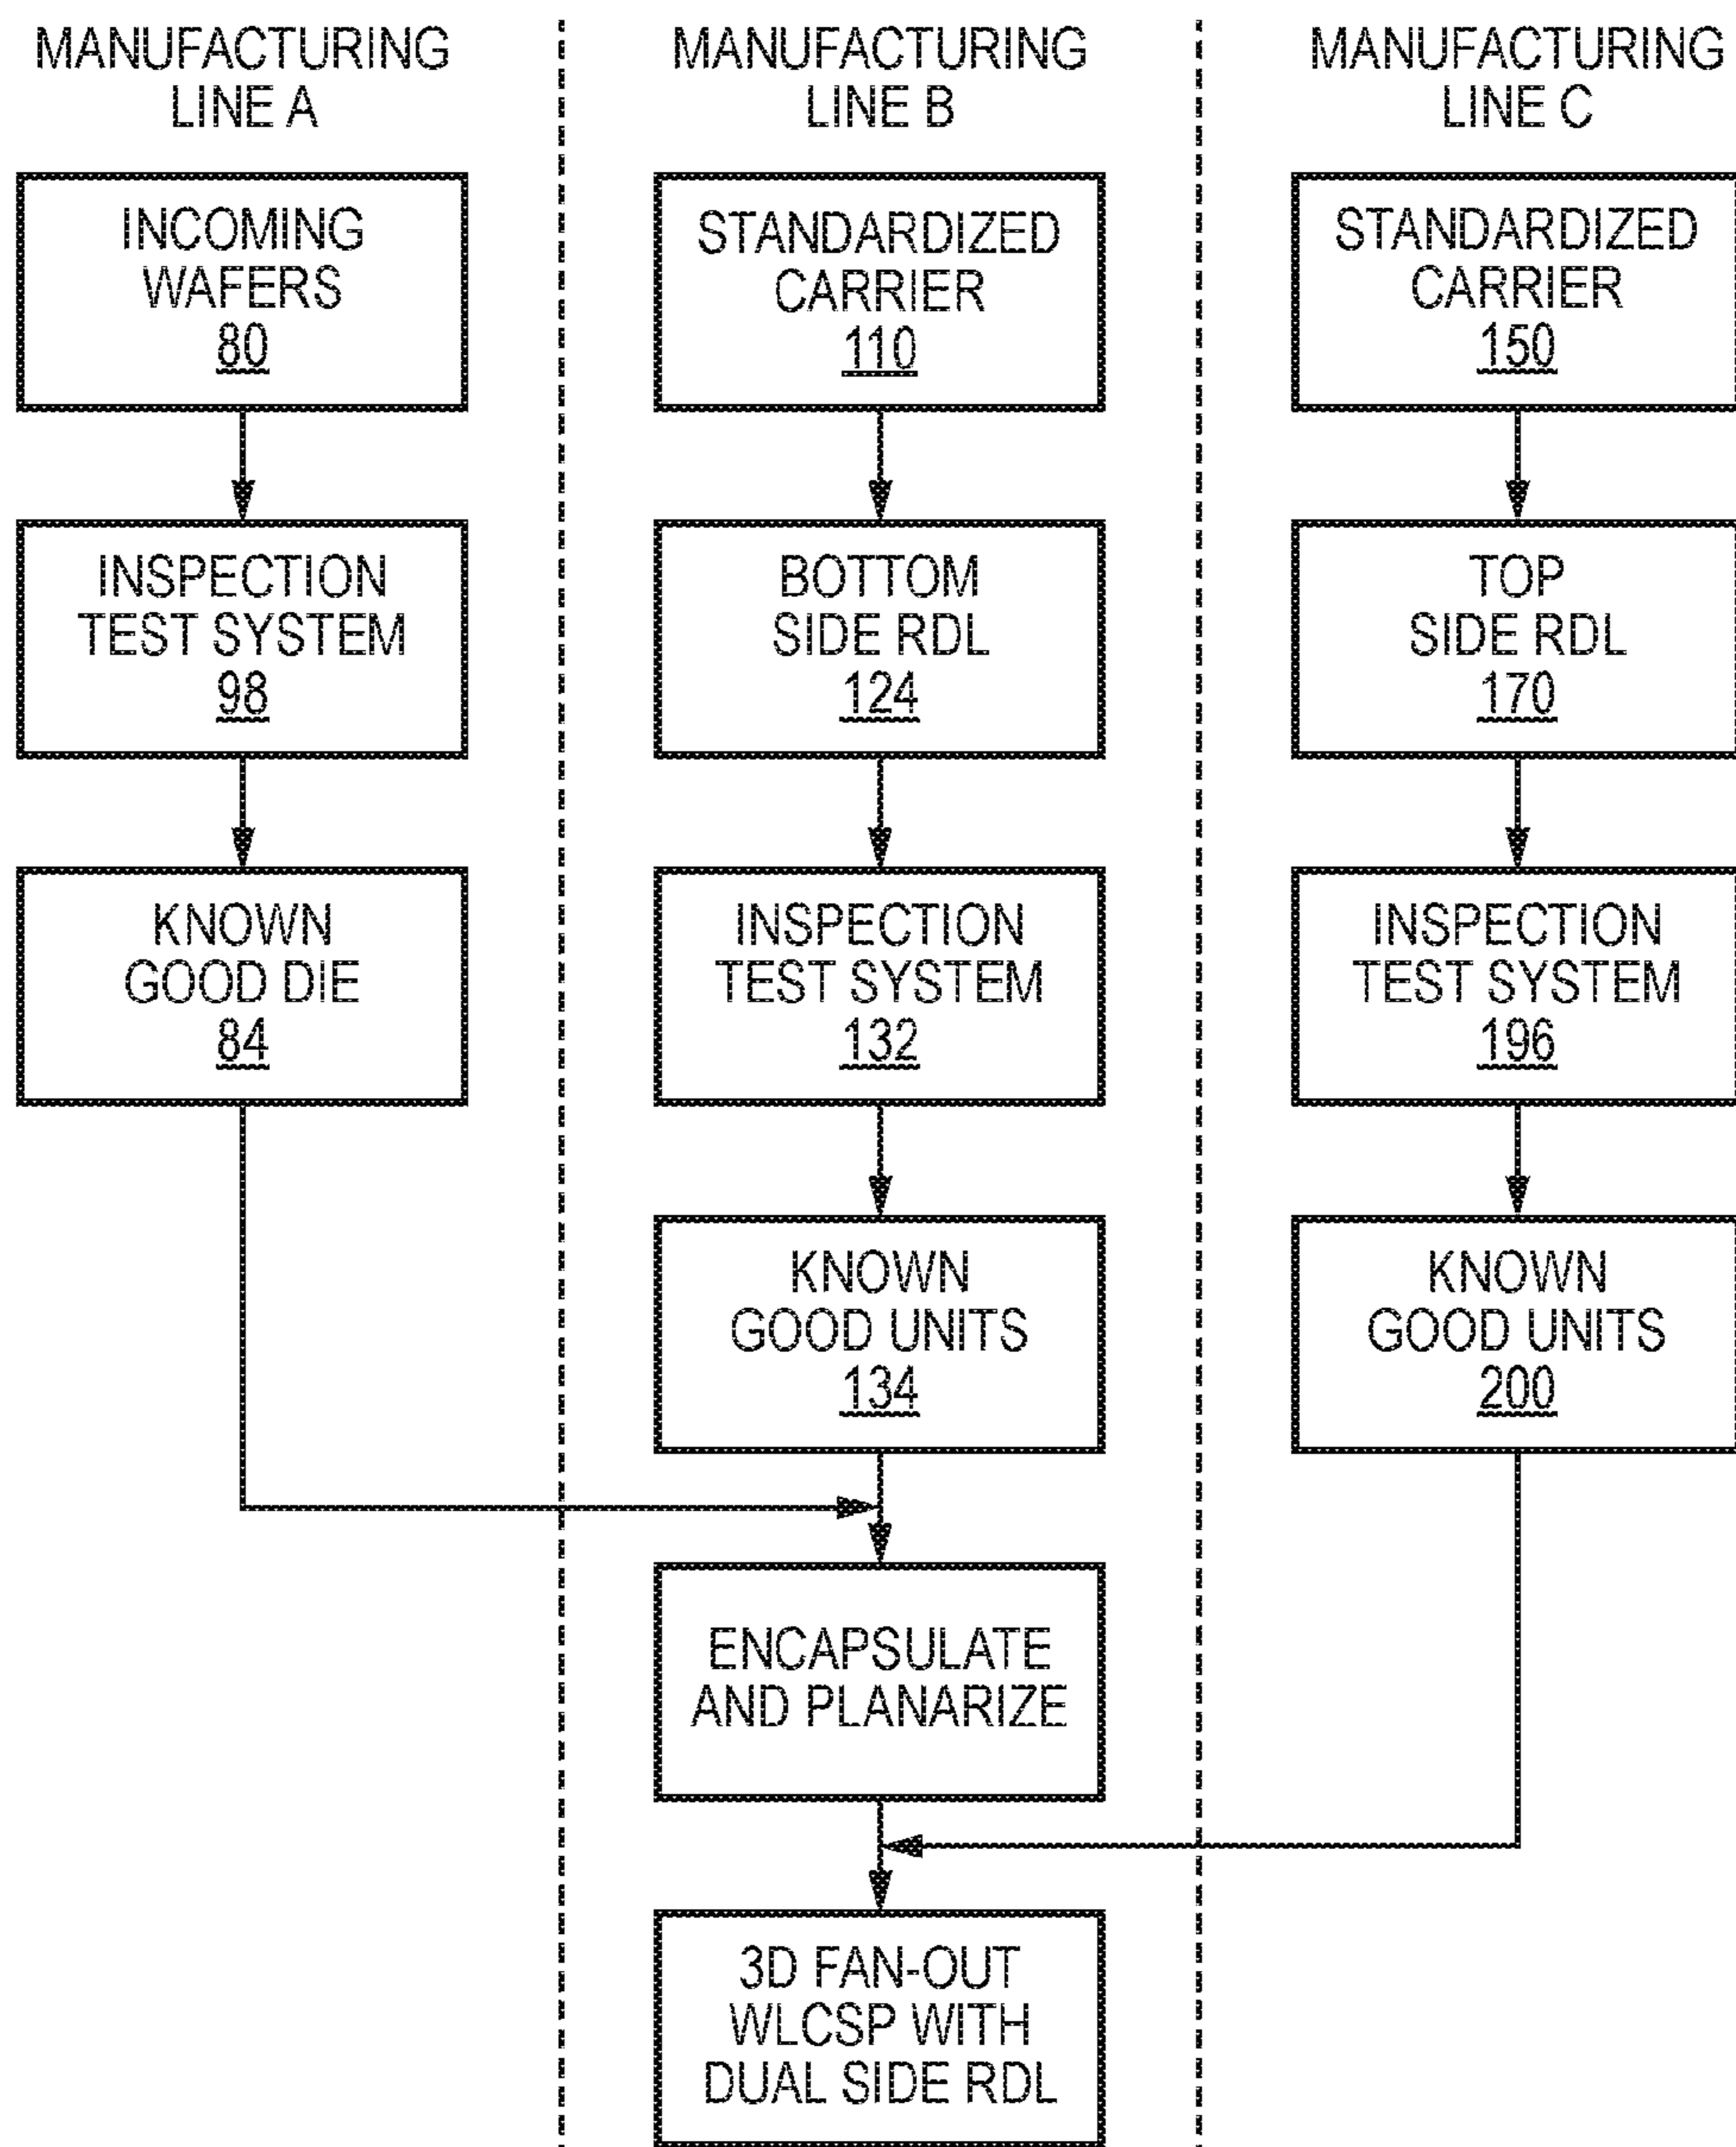 MANUFACTURING
LINE A
INCOMING
WAFERS
80
INSPECTION
TEST SYSTEM
98
KNOWN
GOOD DIE
84
MANUFACTURING
LINE B
STANDARDIZED
CARRIER
110
BOTTOM
SIDE RDL
124
INSPECTION
TEST SYSTEM
132
KNOWN
GOOD UNITS
134
ENCAPSULATE
AND PLANARIZE
3D FAN-OUT
WLCSP WITH
DUAL SIDE RDL
MANUFACTURING
LINE C
STANDARDIZED
CARRIER
150
TOP
SIDE RDL
170
INSPECTION
TEST SYSTEM
196
KNOWN
GOOD UNITS
200